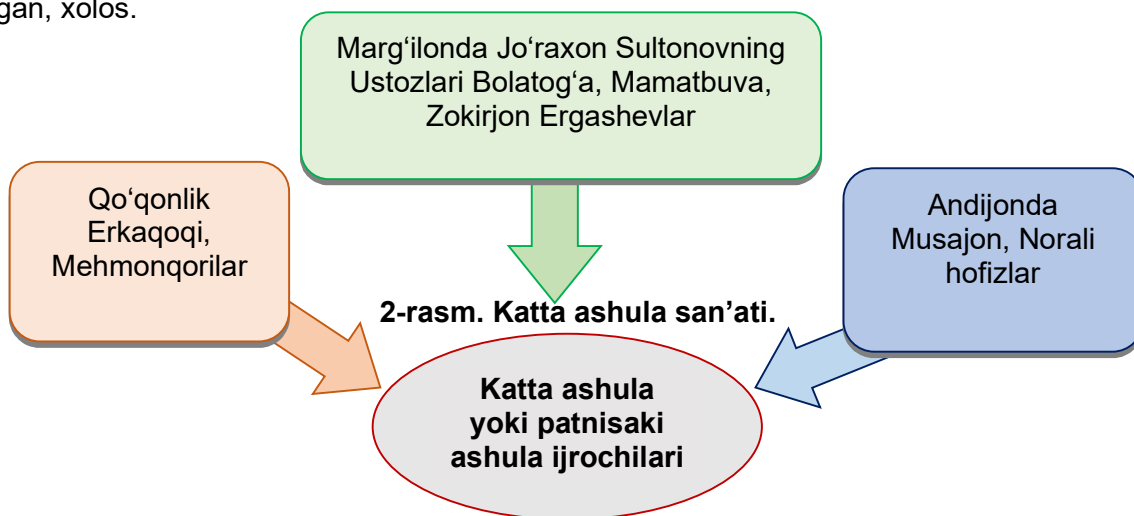 gan, xolos.
Marg‘ilonda Jo‘raxon Sultonovning
Ustozlari Bolatog‘a, Mamatbuva,
Zokirjon Ergashevlar
Qo‘qonlik
Erkaqoqi,
Mehmonqorilar
Andijonda
Musajon, Norali
hofizlar
2-rasm. Katta ashula san’ati.
Katta ashula
yoki patnisaki
ashula ijrochilari